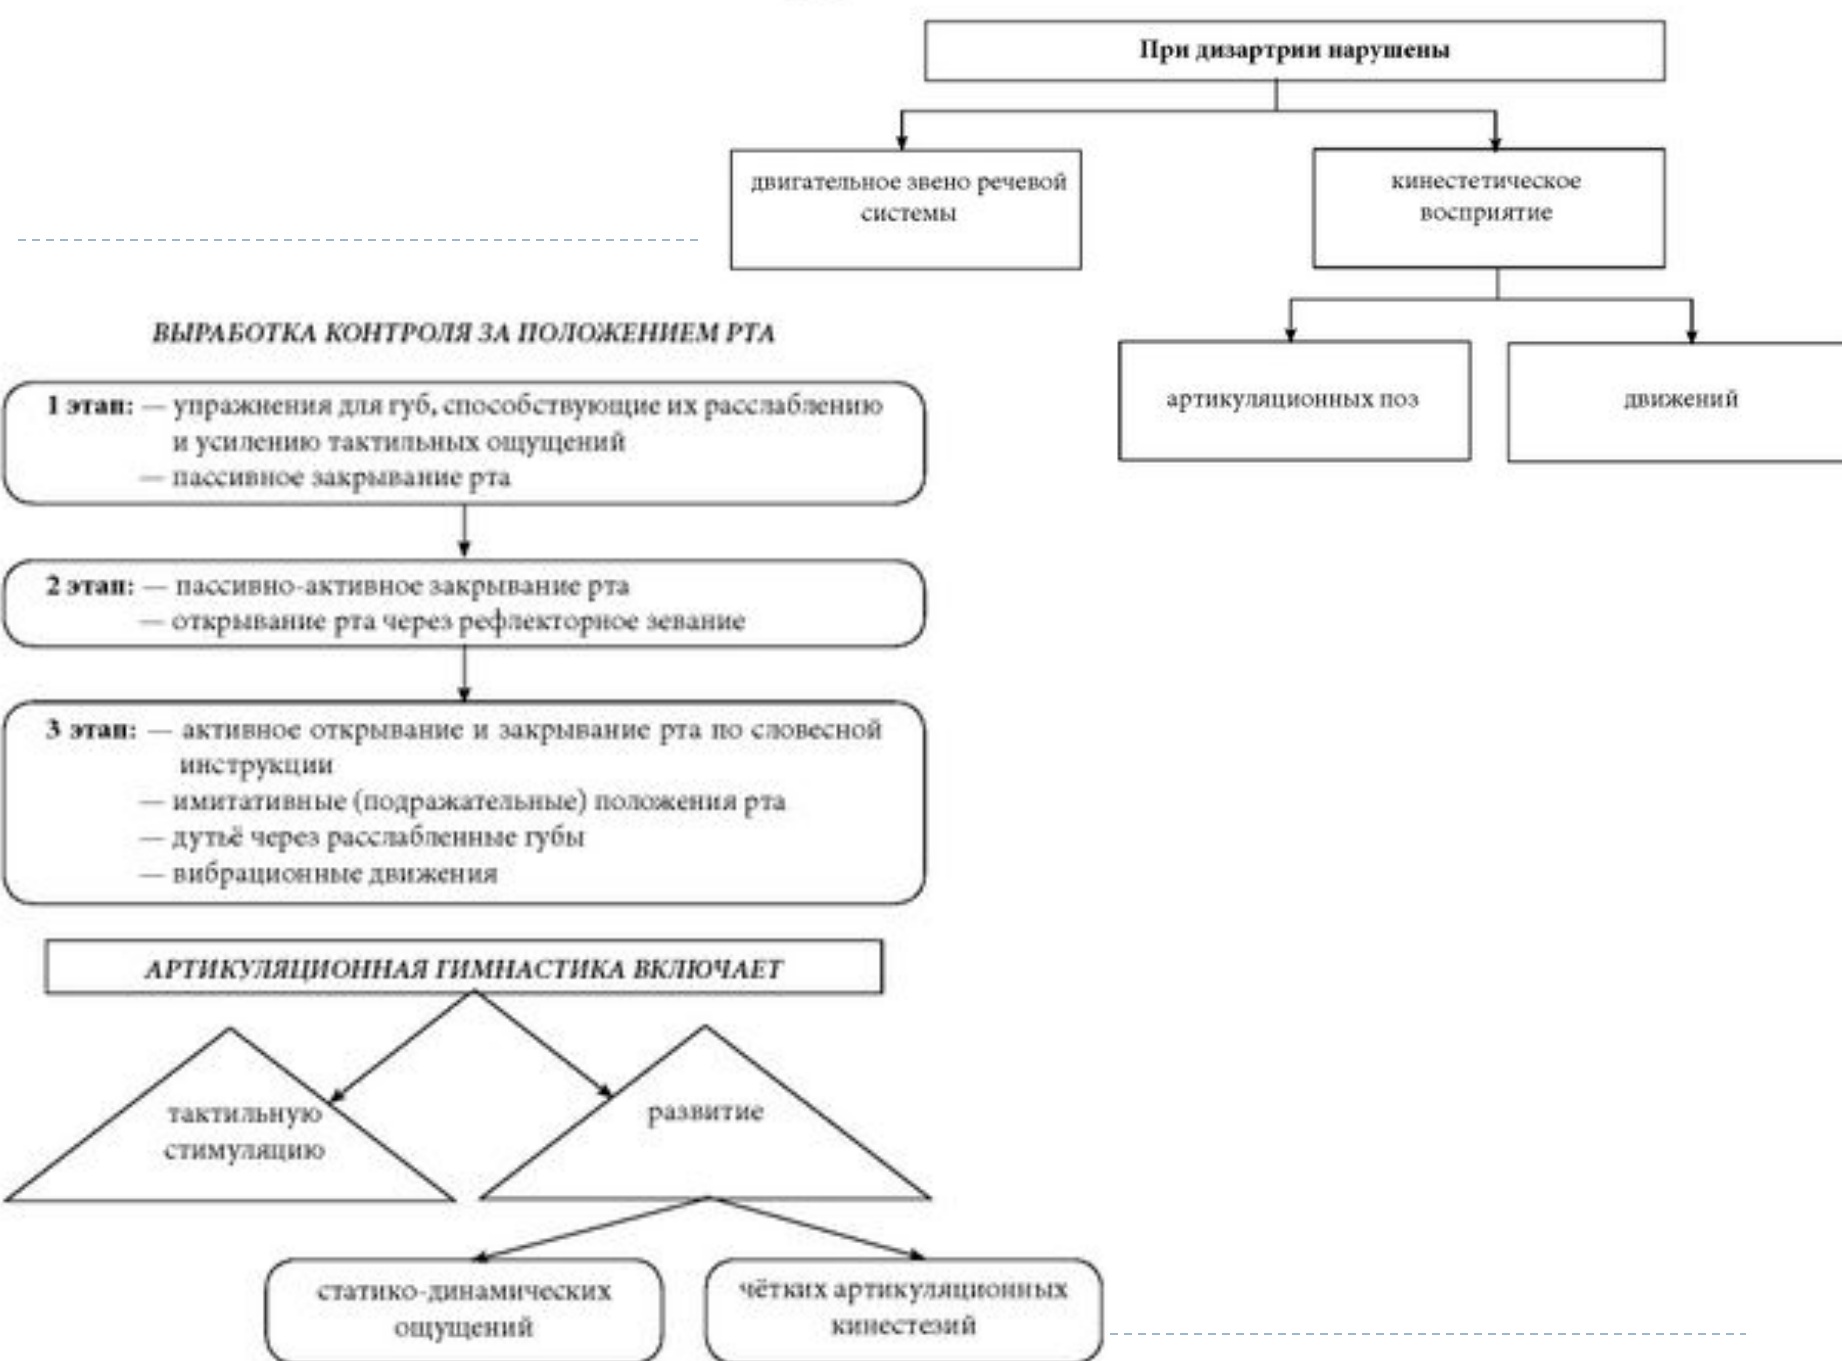 При дизартрии нарушены
двигательное звено речевой
системы
кинестетическое
восприятие
артикуляционных поз
движений
ВЫРАБОТКА КОНТРОЛЯ ЗА ПОЛОЖЕНИЕМ РТА
1 этап: — упражнения для губ, способствующие их расслаблению
и усилению тактильных ощущений
— пассивное закрывание рта
2 этап: — пассивно-активное закрывание рта
— открывание рта через рефлекторное зевание
3 этап: — активное открывание и закрывание рта по словесной
инструкции
— имитативные (подражательные) положения рта
— дутьё через расслабленные губы
— вибрационные движения
АРТИКУЛЯЦИОННАЯ ГИМНАСТИКА ВКЛЮЧАЕТ
тактильную
стимуляцию
развитие
статико-динамических
ощущений
чётких артикуляционных
кинестезий